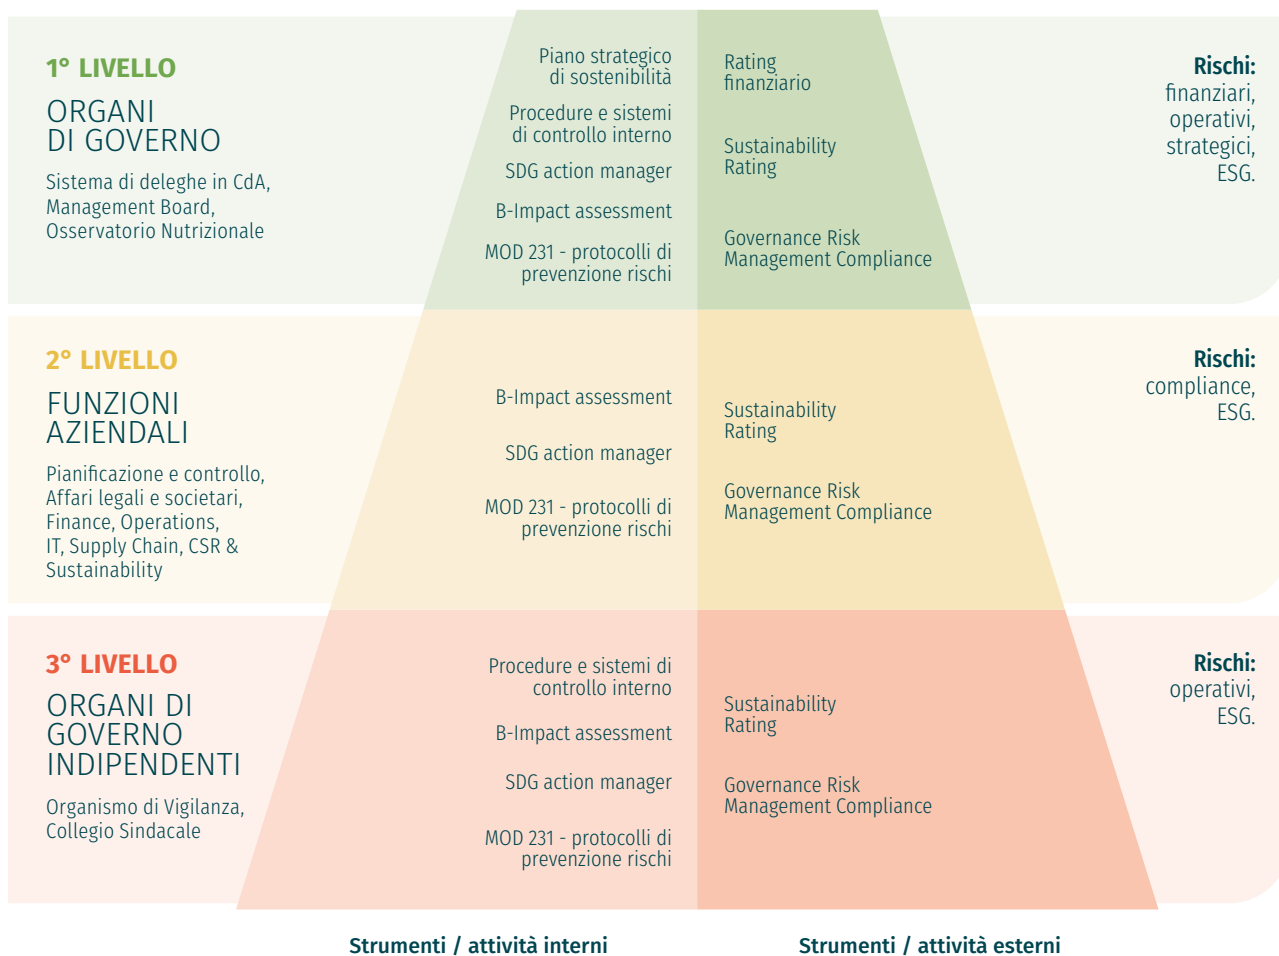 1° LIVELLO
ORGANI
DI GOVERNO
Sistema di deleghe in CdA,
Management Board,
Osservatorio Nutrizionale
Piano strategico
di sostenibilità
Procedure e sistemi
di controllo interno
SDG action manager
B-Impact assessment
MOD 231 - protocolli di
prevenzione rischi
Rating
finanziario
Sustainability
Rating
Governance Risk
Management Compliance
Rischi:
finanziari,
operativi,
strategici,
ESG.
2° LIVELLO
FUNZIONI
AZIENDALI
Pianificazione e controllo,
Affari legali e societari,
Finance, Operations,
IT, Supply Chain, CSR &
Sustainability
B-Impact assessment
SDG action manager
MOD 231 - protocolli di
prevenzione rischi
Sustainability
Rating
Governance Risk
Management Compliance
Rischi:
compliance,
ESG.
3° LIVELLO
ORGANI DI
GOVERNO
INDIPENDENTI
Organismo di Vigilanza,
Collegio Sindacale
Procedure e sistemi di
controllo interno
B-Impact assessment
SDG action manager
MOD 231 - protocolli di
prevenzione rischi
Sustainability
Rating
Governance Risk
Management Compliance
Rischi:
operativi,
ESG.
Strumenti / attività interni
Strumenti / attività esterni